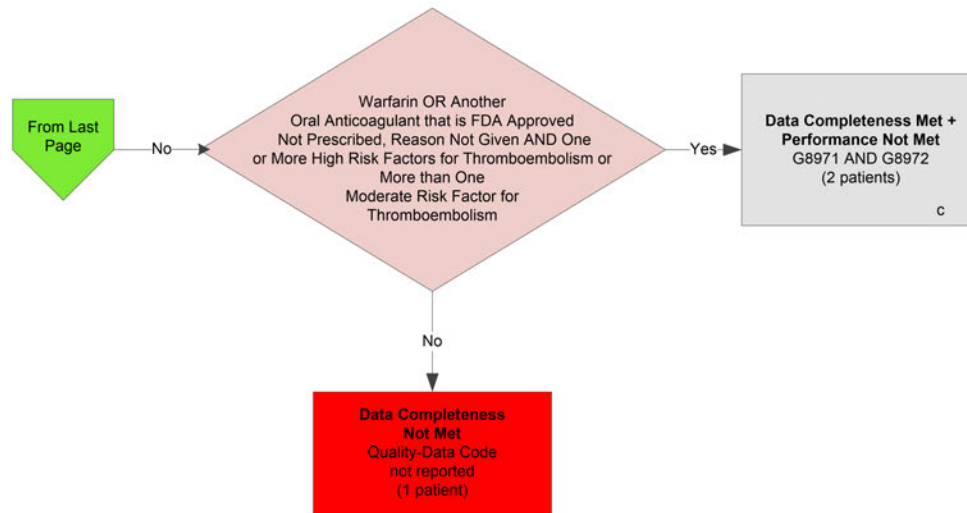 From Last
Page
No
Warfarin OR Another
Oral Anticoagulant that is FDA Approved
Not Prescribed, Reason Not Given AND One
or More High Risk Factors for Thromboembolism or
More than One
Moderate Risk Factor for
Thromboembolism
Yes
Data Completeness Met +
Performance Not Met
G8971 AND G8972
(2 patients)
c
No
Data Completeness
Not Met
Quality-Data Code
not reported
(1 patient)